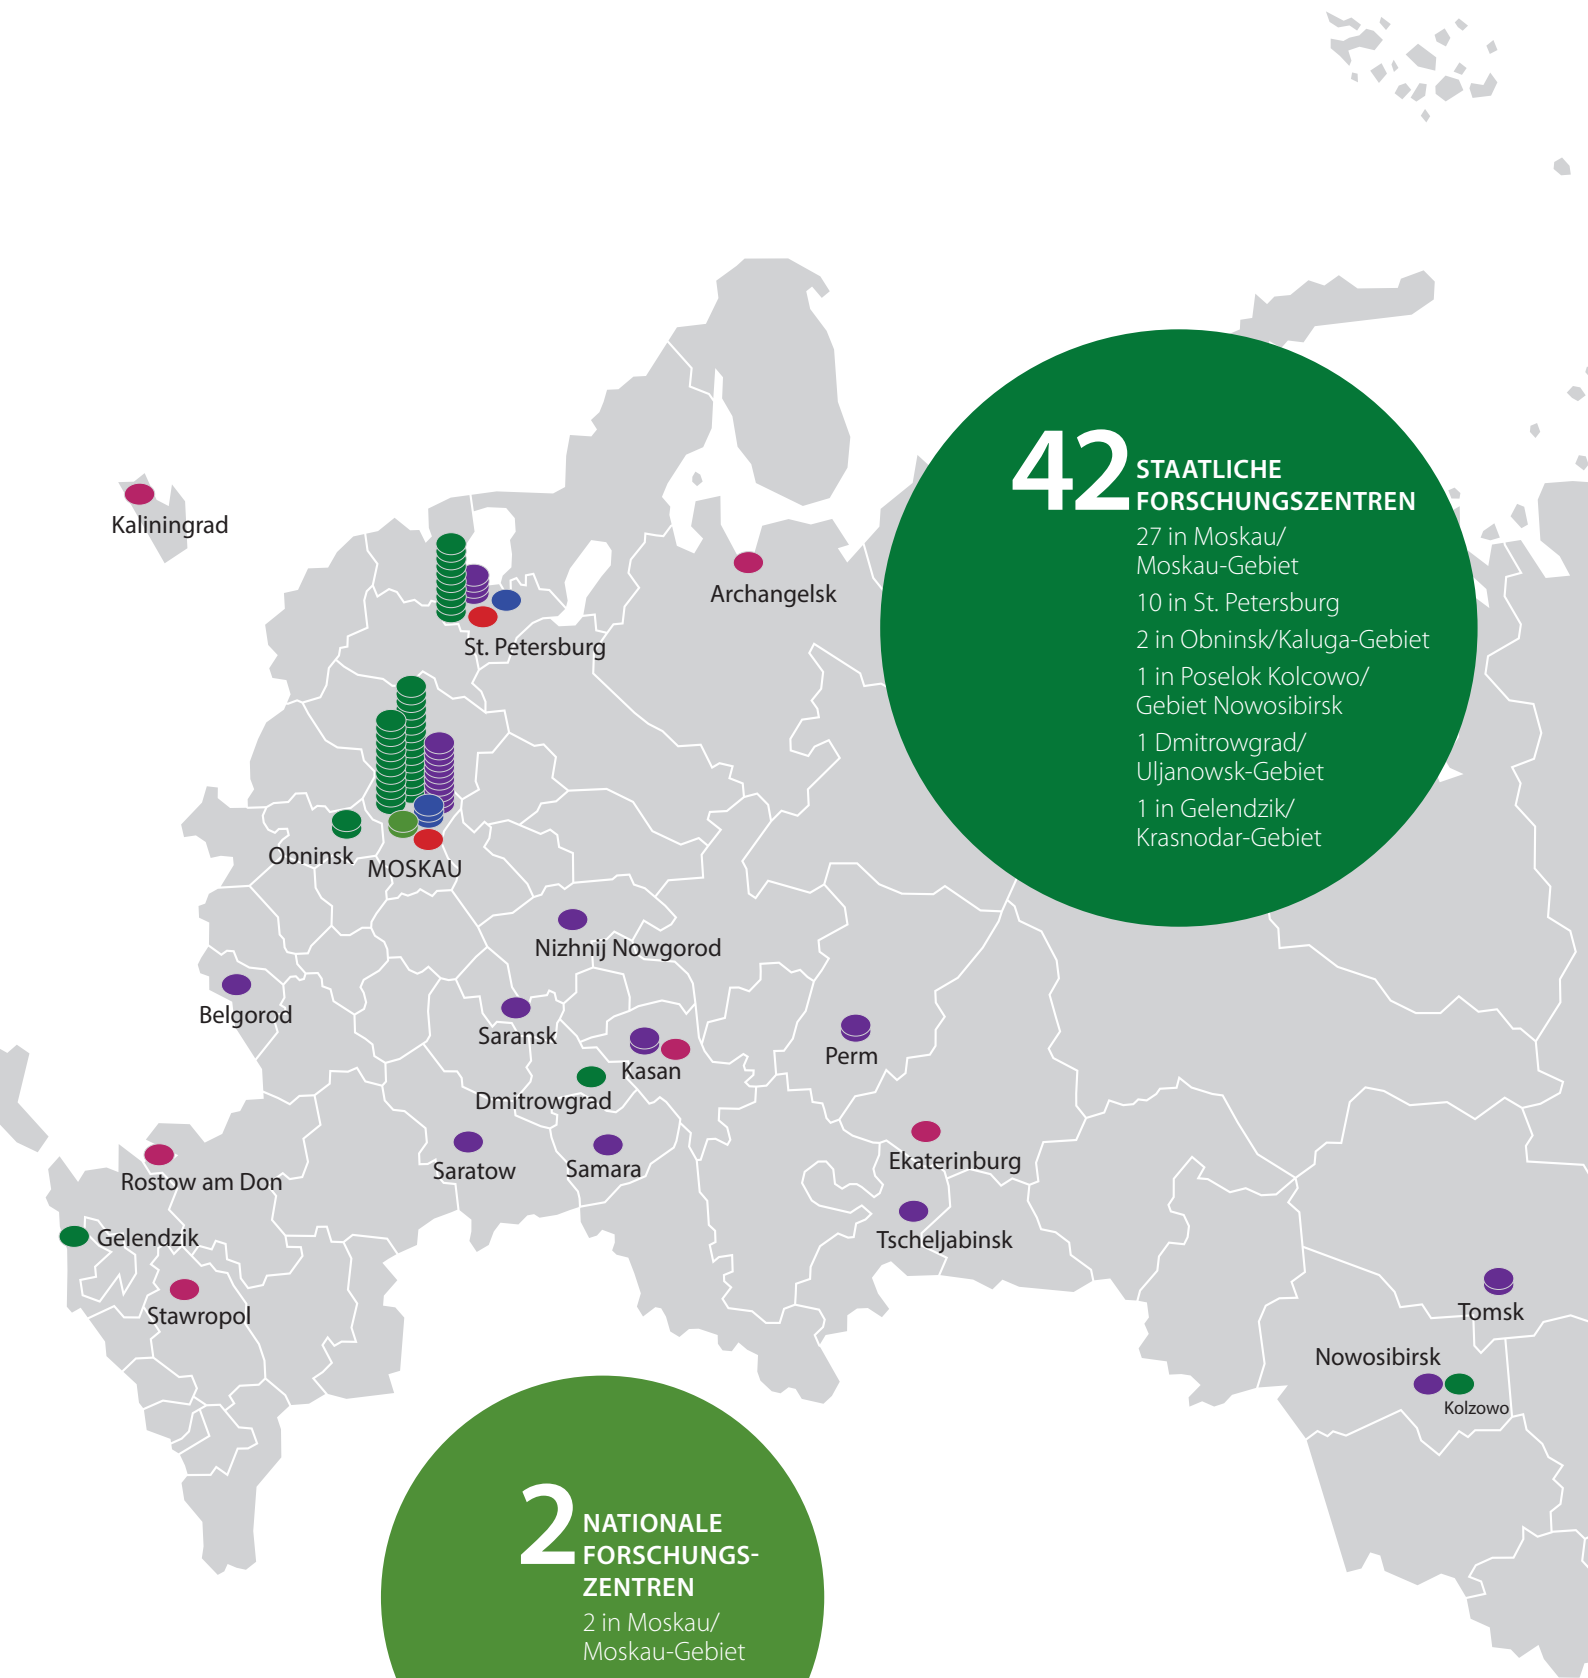 Kaliningrad
Archangelsk
St. Petersburg
42 STAATLICHE
FORSCHUNGSZENTREN
27 in Moskau/
Moskau-Gebiet
10 in St. Petersburg
2 in Obninsk/Kaluga-Gebiet
1 in Poselok Kolcowo/
Gebiet Nowosibirsk
1 Dmitrowgrad/
Uljanowsk-Gebiet
1 in Gelendzik/
Krasnodar-Gebiet
Obninsk
MOSKAU
Nizhnij Nowgorod
Belgorod
Saransk
Kasan
Perm
Dmitrowgrad
Saratow
Samara
Ekaterinburg
Rostow am Don
Gelendzik
Tscheljabinsk
Stawropol
Tomsk
Nowosibirsk
Kolzowo
2 NATIONALE
FORSCHUNGS-
ZENTREN
2 in Moskau/
Moskau-Gebiet